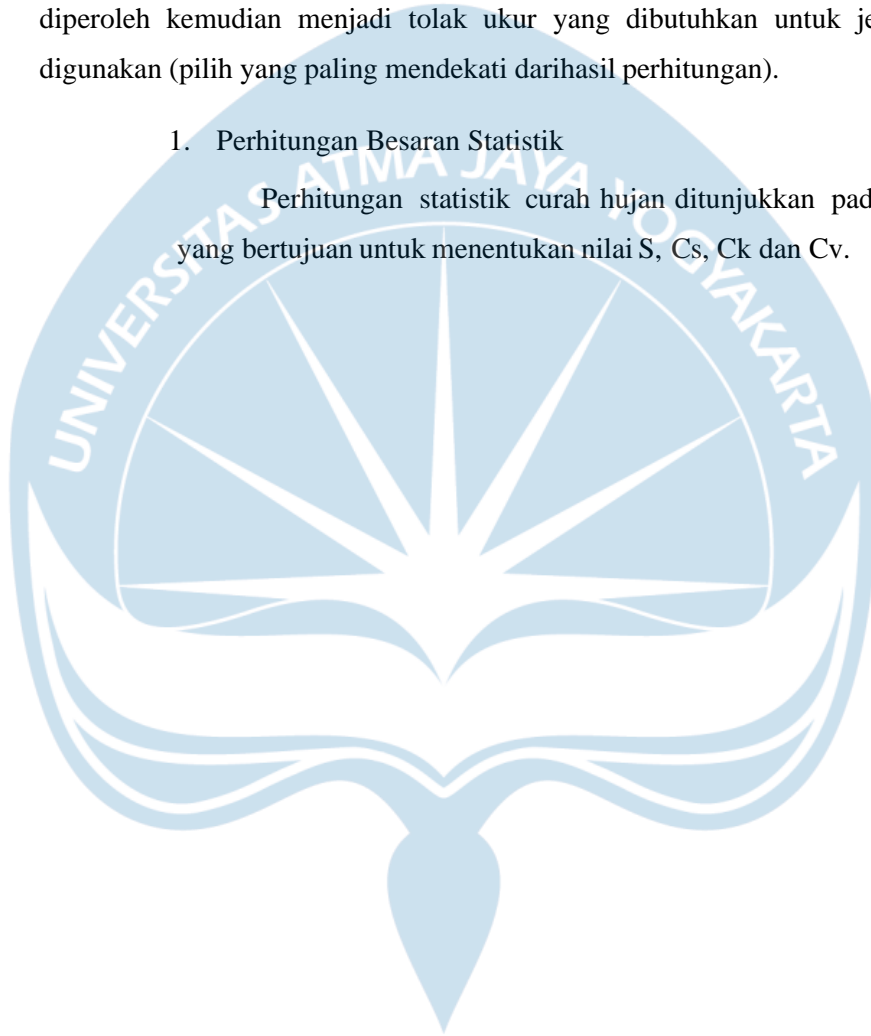 diperoleh kemudian menjadi tolak ukur yang dibutuhkan untuk je
digunakan (pilih yang paling mendekati darihasil perhitungan).
1. Perhitungan Besaran Statistik
Perhitungan statistik curah hujan ditunjukkan pad
yang bertujuan untuk menentukan nilai S, Cs, Ck dan Cv.
UNIVERSITAS ATMA JAYA YOGYAKARTA